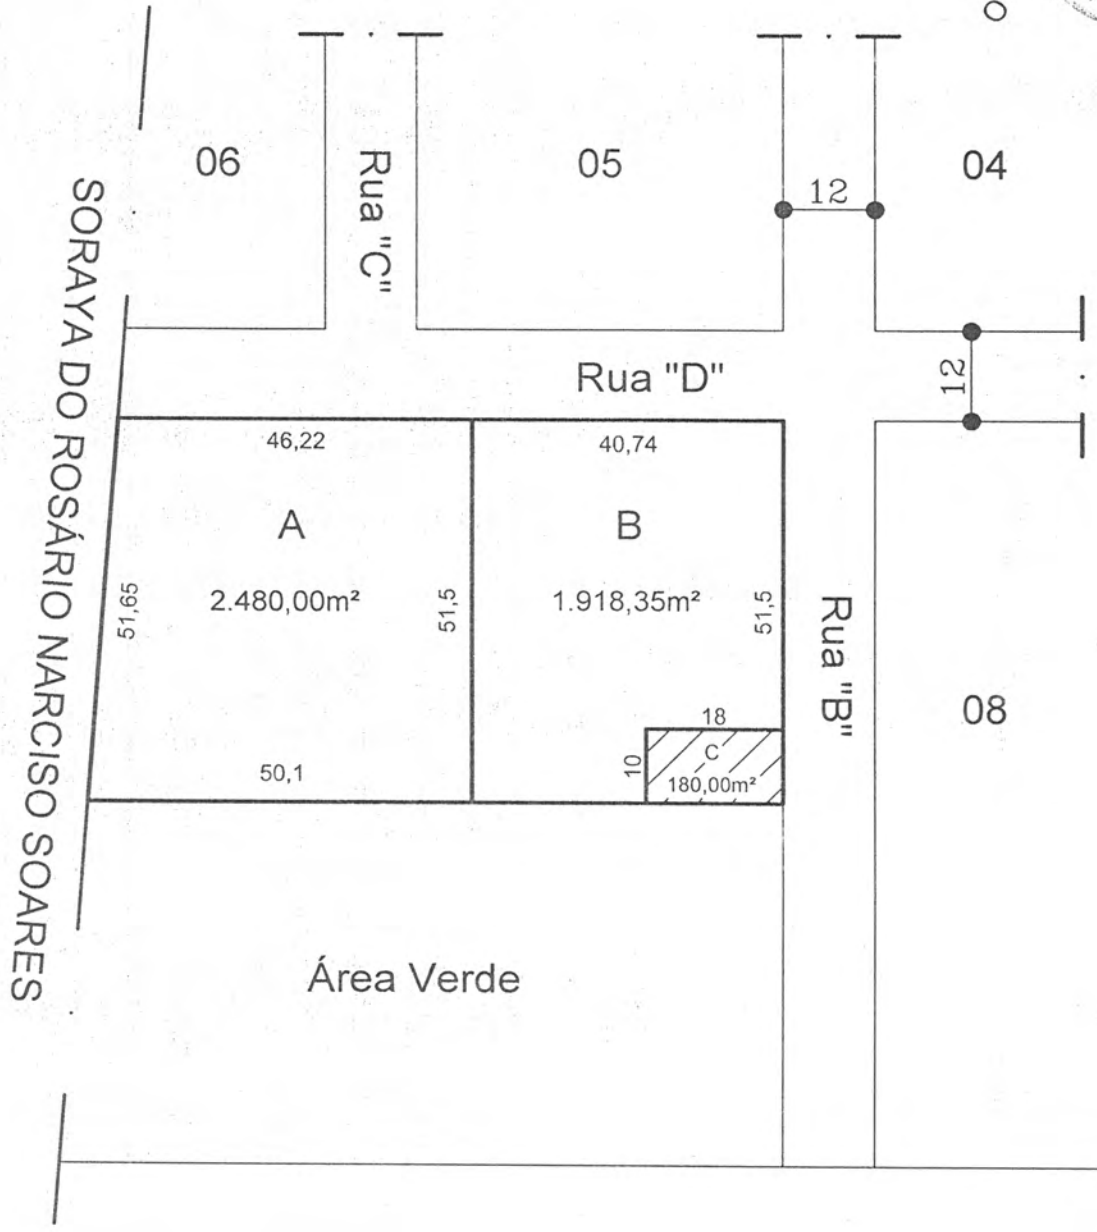 O
06
Rua "C"
05
12
04
SORAYA DO ROSÁRIO NARCISO SOARES
Rua "D"
12
46,22
40,74
A
B
2.480,00m²
1.918,35m²
51,65
51,5
51,5
Rua "B"
08
18
C
10
180,00m²
50,1
Área Verde